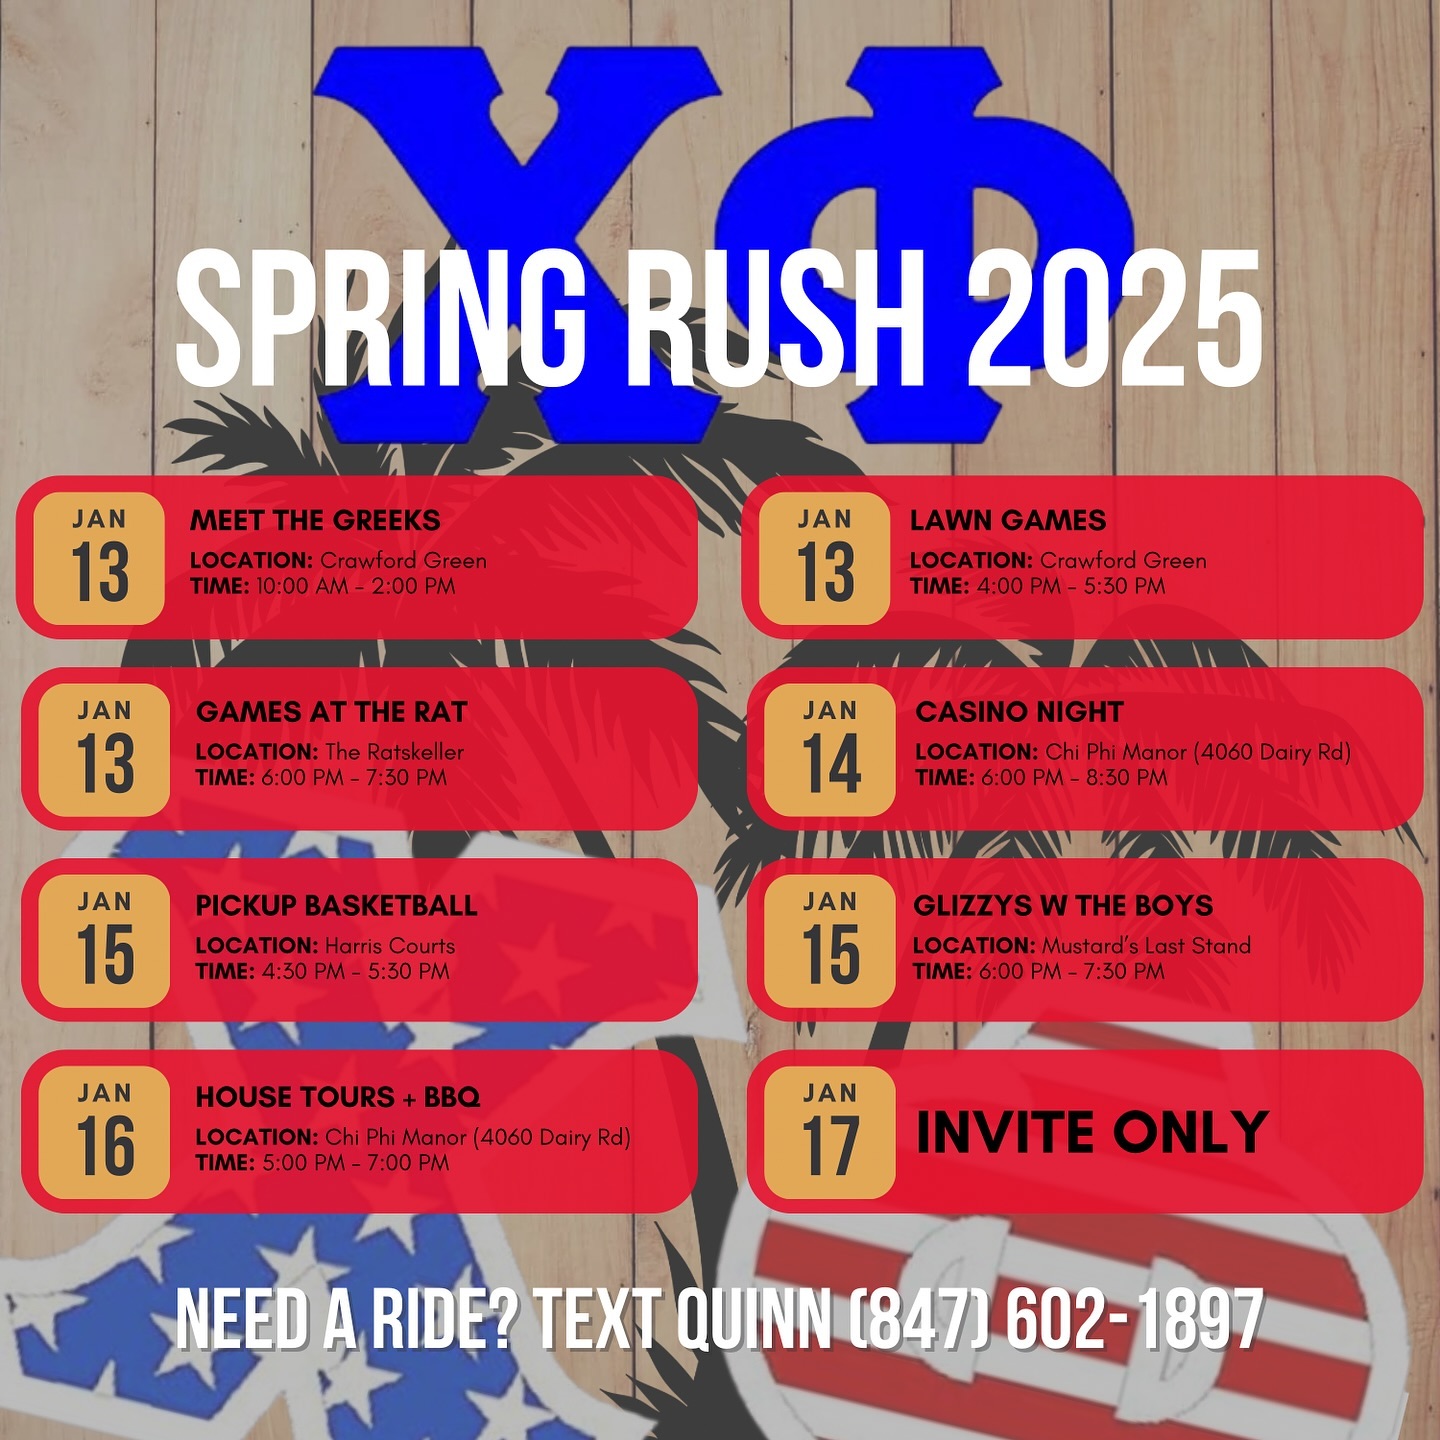 ΧΦ
SPRING RUSH 2025
JAN
13
MEET THE GREEKS
LOCATION: Crawford Green
TIME: 10:00 AM - 2:00 PM
JAN
13
LAWN GAMES
LOCATION: Crawford Green
TIME: 4:00 PM - 5:30 PM
JAN
13
GAMES AT THE RAT
LOCATION: The Ratskeller
TIME: 6:00 PM - 7:30 PM
JAN
14
CASINO NIGHT
LOCATION: Chi Phi Manor (4060 Dairy Rd)
TIME: 6:00 PM - 8:30 PM
JAN
15
PICKUP BASKETBALL
LOCATION: Harris Courts
TIME: 4:30 PM - 5:30 PM
JAN
15
GLIZZYS W THE BOYS
LOCATION: Mustard's Last Stand
TIME: 6:00 PM - 7:30 PM
JAN
16
HOUSE TOURS + BBQ
LOCATION: Chi Phi Manor (4060 Dairy Rd)
TIME: 5:00 PM - 7:00 PM
JAN
17
INVITE ONLY
NEED A RIDE? TEXT QUINN (847) 602-1897